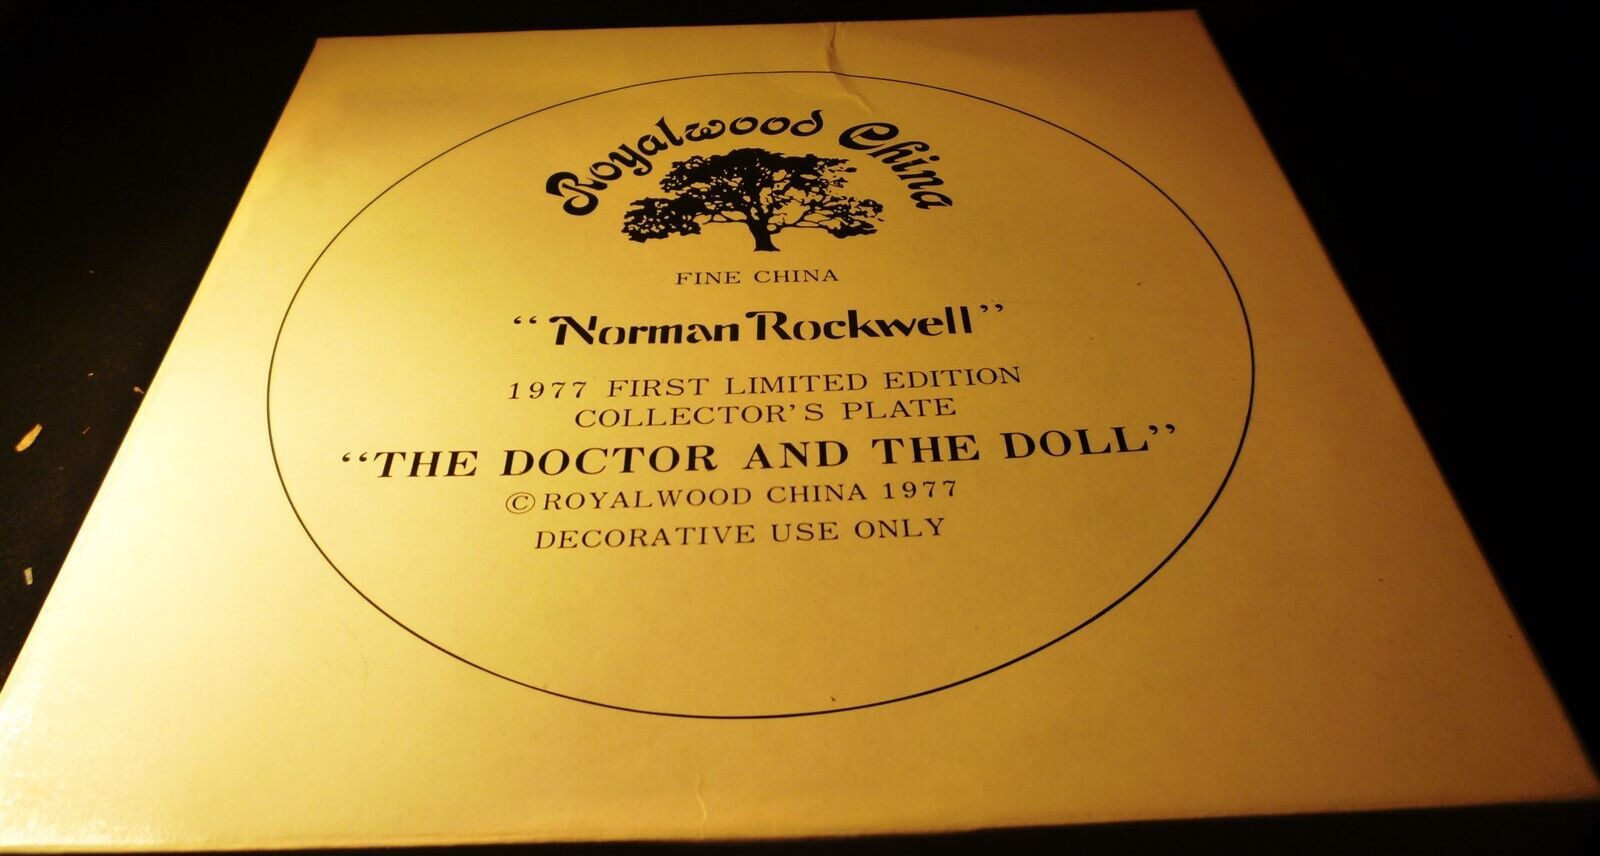 Royalwood China
FINE CHINA
“Norman Rockwell”
1977 FIRST LIMITED EDITION
COLLECTOR'S PLATE
“THE DOCTOR AND THE DOLL”
©ROYALWOOD CHINA 1977
DECORATIVE USE ONLY